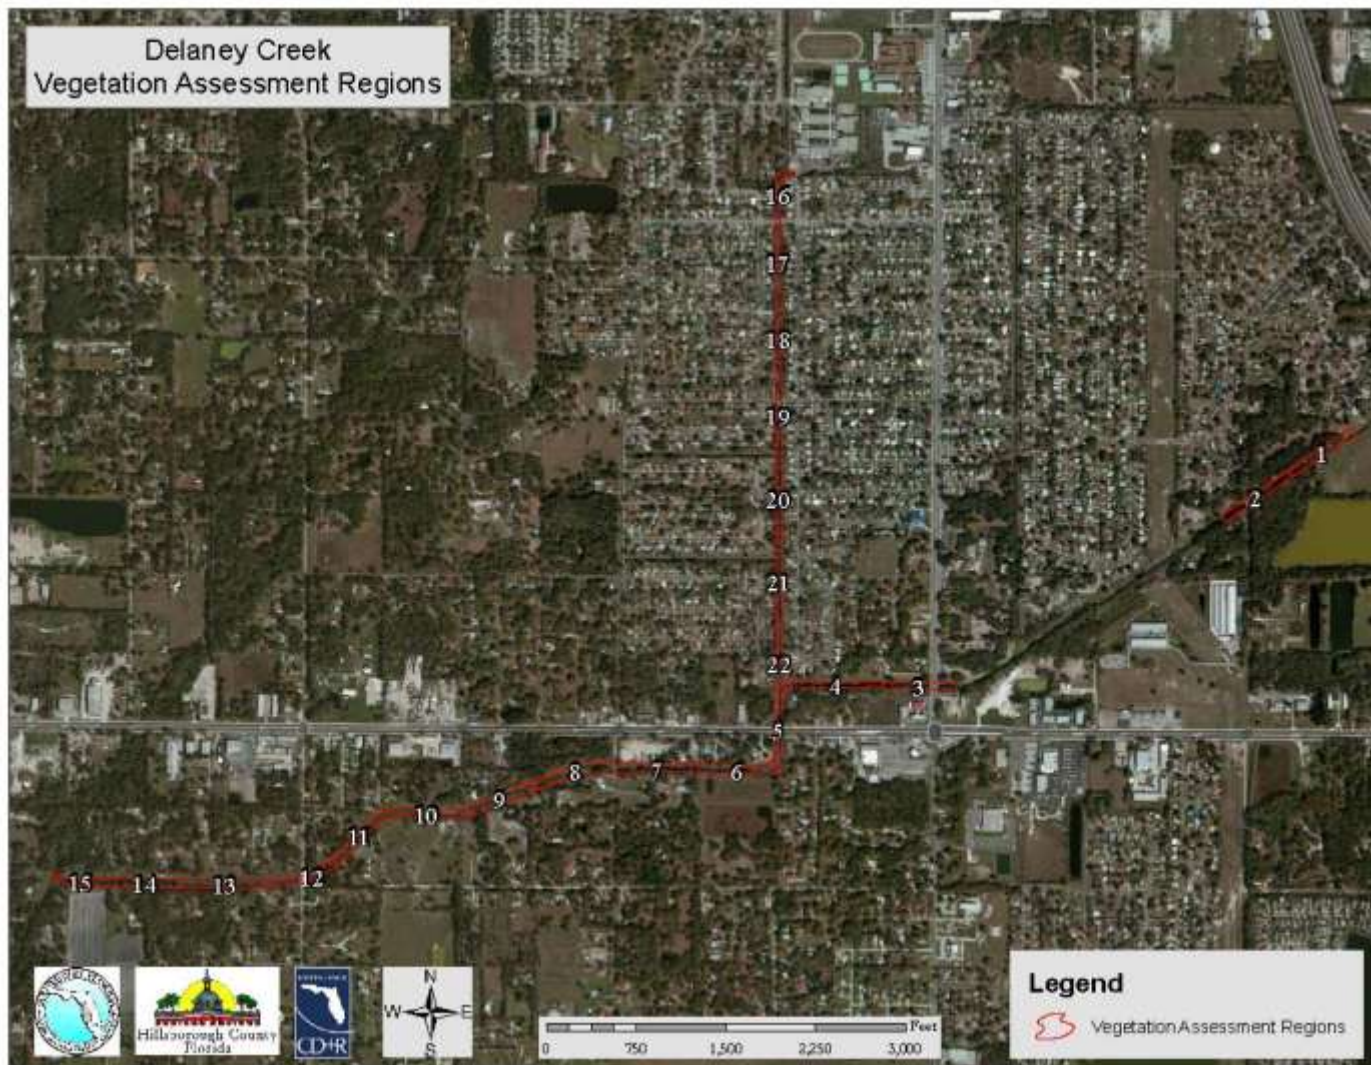 Delaney Creek
Vegetation Assessment Regions
16
17
18
19
1
20
2
21
22
4
3
5
8
7
6
9
10
11
12
15
14
13
Hillsborough County
Florida
CD+R
N
W
E
S
Feet
0
750
1,500
2,250
3,000
Legend
Vegetation Assessment Regions